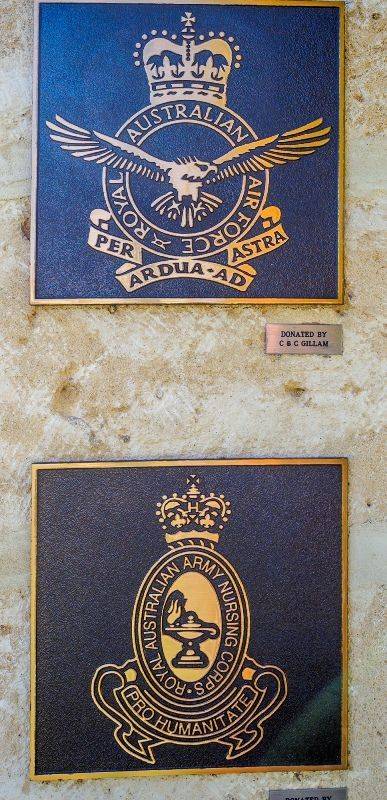 ROYAL AUSTRALIAN AIR FORCE
PER ARDUA·AD ASTRA
DONATED BY
C & C GILLAM
·ROYAL AUSTRALIAN ARMY NURSING CORPS·
PRO HUMANITATE
DONATED BY